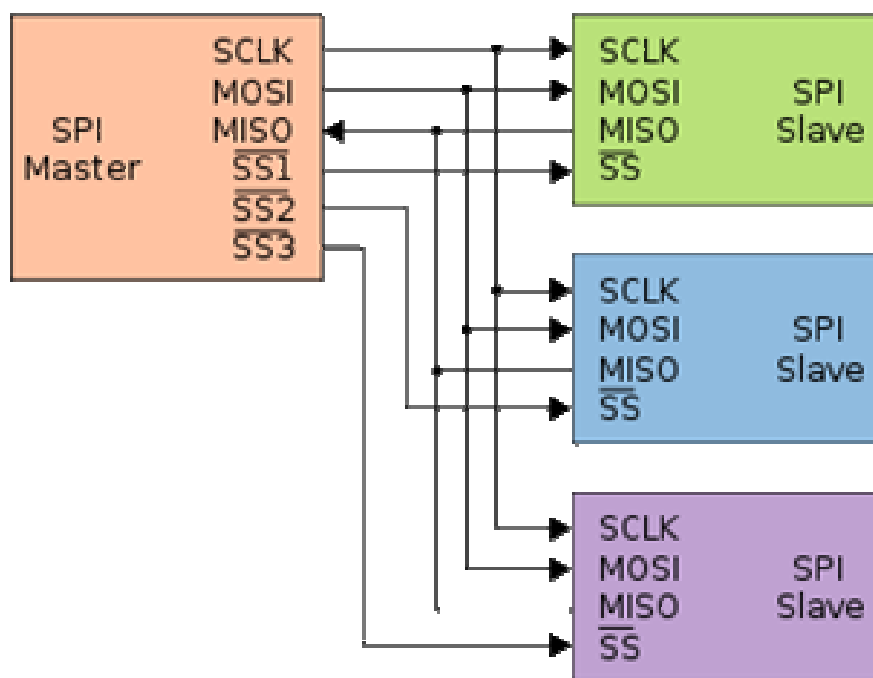 SCLK
MOSI
MISO
SS1
SS2
SS3
SPI
Master
SCLK
MOSI
MISO
SS
SPI
Slave
SCLK
MOSI
MISO
SS
SPI
Slave
SCLK
MOSI
MISO
SS
SPI
Slave